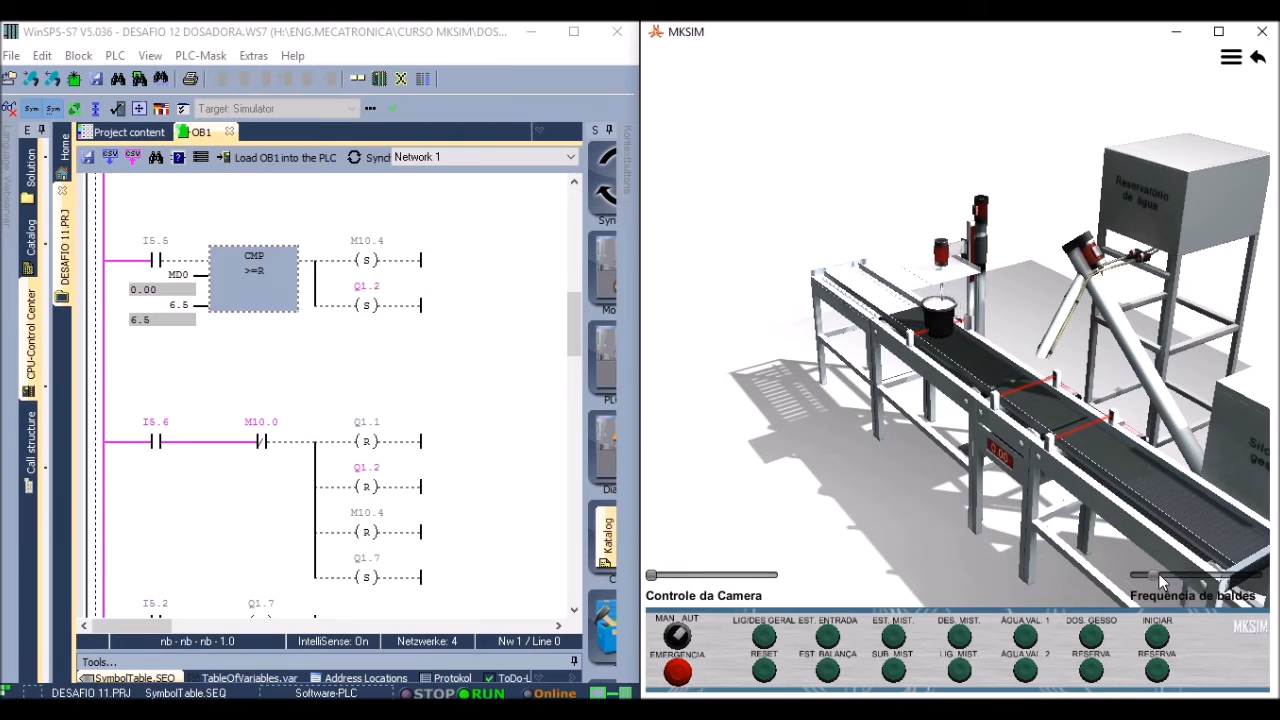 WinSPS-S7 V5.036 - DESAFIO 12 DOSADORA.WS7 (H:\ENG.MECATRONICA\CURSO MKSIM\DOS...
File Edit Block PLC View PLC-Mask Extras Help
Target: Simulator
Project content
OB1
Load OB1 into the PLC
Network 1
Solution
Catalog
CPU-Control Center
Call structure
Home
DESAFIO 11.PRJ
I5.5
CMP
>=R
M10.4
( S )
MD0
0.00
6.5
6.5
Q1.2
( S )
I5.6
M10.0
Q1.1
( R )
Q1.2
( R )
M10.4
( R )
Q1.7
( S )
I5.2
Q1.7
Katalog
nb - nb - nb - 1.0
IntelliSense: On
Netzwerke: 4
Nw 1 / Line 0
Tools...
SymbolTable.SEQ
TableOfVariables.var
Address Locations
Protokol
DESAFIO 11.PRJ
SymbolTable.SEQ
Software-PLC
STOP
RUN
Online
MKSIM
Reservatório
de água
0.00
Controle da Camera
Frequência de baldes
MAN_AUT
LIG/DES GERAL
EST. ENTRADA
EST. MIST.
DES. MIST.
ÁGUA VAL. 1
DOS. GESSO
INICIAR
MKSIM
EMERGENCIA
RESET
EST. BALANÇA
SUB. MIST.
LIG. MIST.
ÁGUA VAL. 2
RESERVA
RESERVA